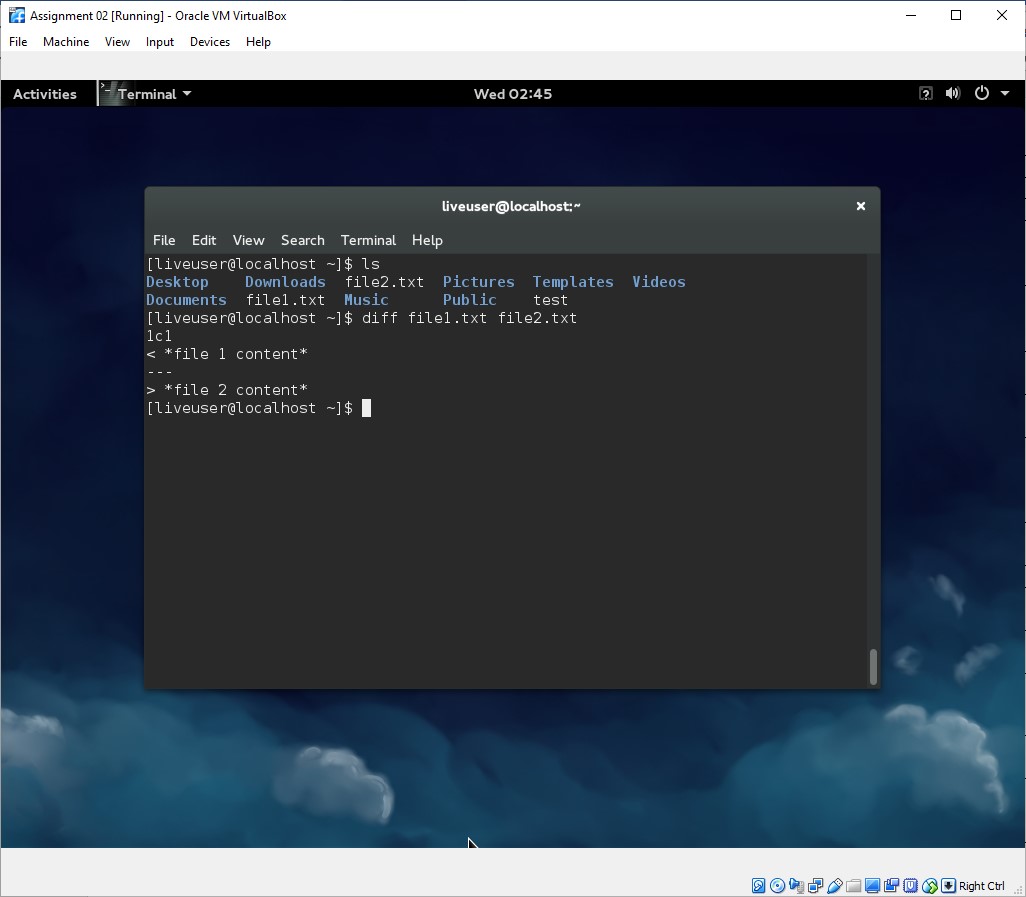 Assignment 02 [Running] - Oracle VM VirtualBox
File Machine View Input Devices Help
Activities Terminal Wed 02:45
liveuser@localhost:~
File Edit View Search Terminal Help
[liveuser@localhost ~]$ ls
Desktop Downloads file2.txt Pictures Templates Videos
Documents file1.txt Music Public test
[liveuser@localhost ~]$ diff file1.txt file2.txt
1c1
< *file 1 content*
---
> *file 2 content*
[liveuser@localhost ~]$
Right Ctrl